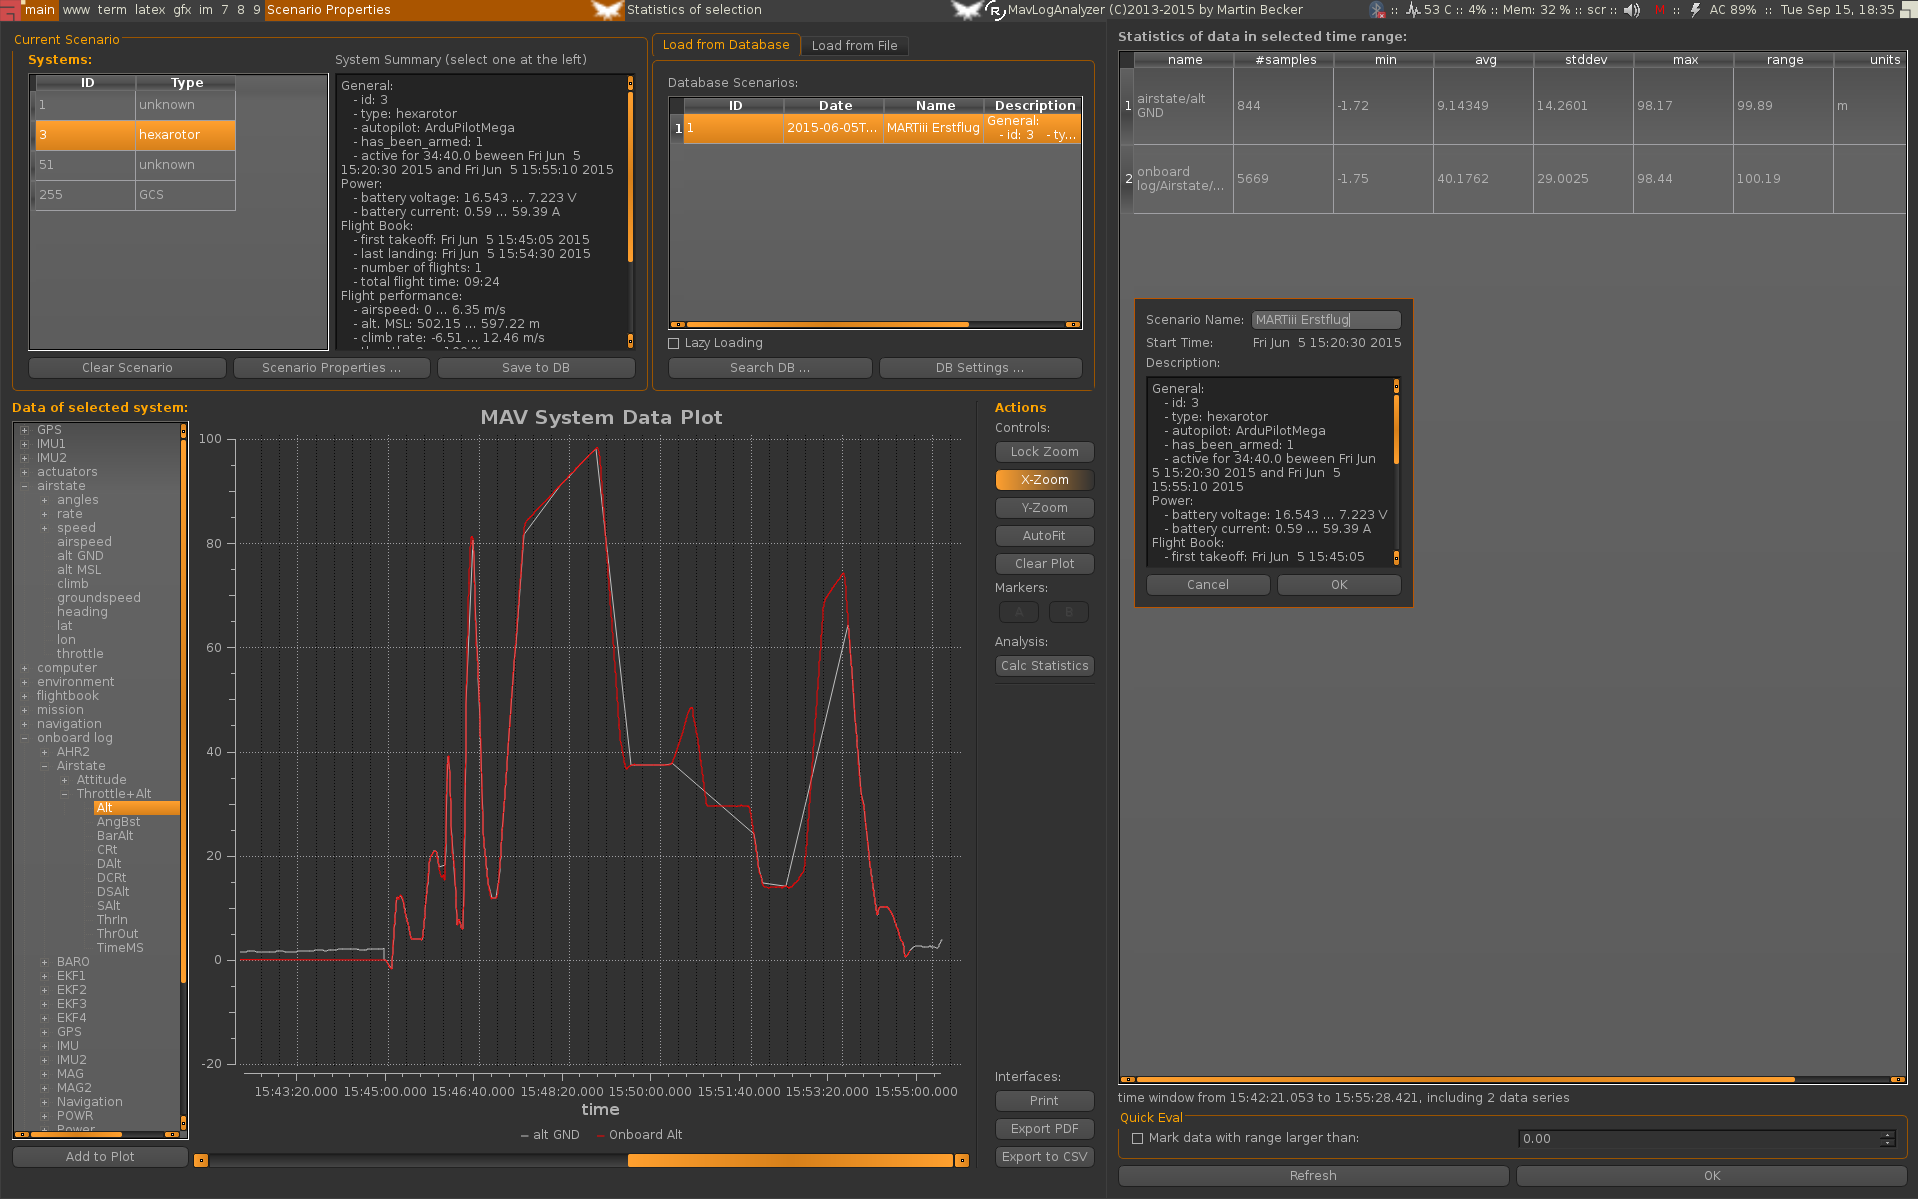 main www term latex gfx im 7 8 9 Scenario Properties
Statistics of selection
MavLogAnalyzer (C)2013-2015 by Martin Becker
:: 53 C :: 4% :: Mem: 32 % :: scr :: M :: AC 89% :: Tue Sep 15, 18:35
Current Scenario
Systems:
ID Type
1 unknown
3 hexarotor
51 unknown
255 GCS
System Summary (select one at the left)
General:
- id: 3
- type: hexarotor
- autopilot: ArduPilotMega
- has_been_armed: 1
- active for 34:40.0 beween Fri Jun 5
15:20:30 2015 and Fri Jun 5 15:55:10 2015
Power:
- battery voltage: 16.543 ... 7.223 V
- battery current: 0.59 ... 59.39 A
Flight Book:
- first takeoff: Fri Jun 5 15:45:05 2015
- last landing: Fri Jun 5 15:54:30 2015
- number of flights: 1
- total flight time: 09:24
Flight performance:
- airspeed: 0 ... 6.35 m/s
- alt. MSL: 502.15 ... 597.22 m
- climb rate: -6.51 ... 12.46 m/s
Clear Scenario
Scenario Properties ...
Save to DB
Load from Database
Load from File
Database Scenarios:
ID Date Name Description
1 1 2015-06-05T... MARTiii Erstflug General:
- id: 3 - ty...
Lazy Loading
Search DB ...
DB Settings ...
Data of selected system:
GPS
IMU1
IMU2
actuators
airstate
angles
rate
speed
airspeed
alt GND
alt MSL
climb
groundspeed
heading
lat
lon
throttle
computer
environment
flightbook
mission
navigation
onboard log
AHR2
Airstate
Attitude
Throttle+Alt
Alt
AngBst
BarAlt
CRt
DAlt
DCRt
DSAlt
SAlt
ThrIn
ThrOut
TimeMS
BARO
EKF1
EKF2
EKF3
EKF4
GPS
IMU
IMU2
MAG
MAG2
Navigation
POWR
Power
Add to Plot
MAV System Data Plot
100
80
60
40
20
0
-20
15:43:20.000 15:45:00.000 15:46:40.000 15:48:20.000 15:50:00.000 15:51:40.000 15:53:20.000 15:55:00.000
time
alt GND Onboard Alt
Actions
Controls:
Lock Zoom
X-Zoom
Y-Zoom
AutoFit
Clear Plot
Markers:
A B
Analysis:
Calc Statistics
Interfaces:
Print
Export PDF
Export to CSV
Statistics of data in selected time range:
name #samples min avg stddev max range units
1 airstate/alt GND 844 -1.72 9.14349 14.2601 98.17 99.89 m
2 onboard log/Airstate/... 5669 -1.75 40.1762 29.0025 98.44 100.19
Scenario Name: MARTiii Erstflug
Start Time: Fri Jun 5 15:20:30 2015
Description:
General:
- id: 3
- type: hexarotor
- autopilot: ArduPilotMega
- has_been_armed: 1
- active for 34:40.0 beween Fri Jun
5 15:20:30 2015 and Fri Jun 5
15:55:10 2015
Power:
- battery voltage: 16.543 ... 7.223 V
- battery current: 0.59 ... 59.39 A
Flight Book:
- first takeoff: Fri Jun 5 15:45:05
Cancel
OK
time window from 15:42:21.053 to 15:55:28.421, including 2 data series
Quick Eval
Mark data with range larger than: 0.00
Refresh
OK